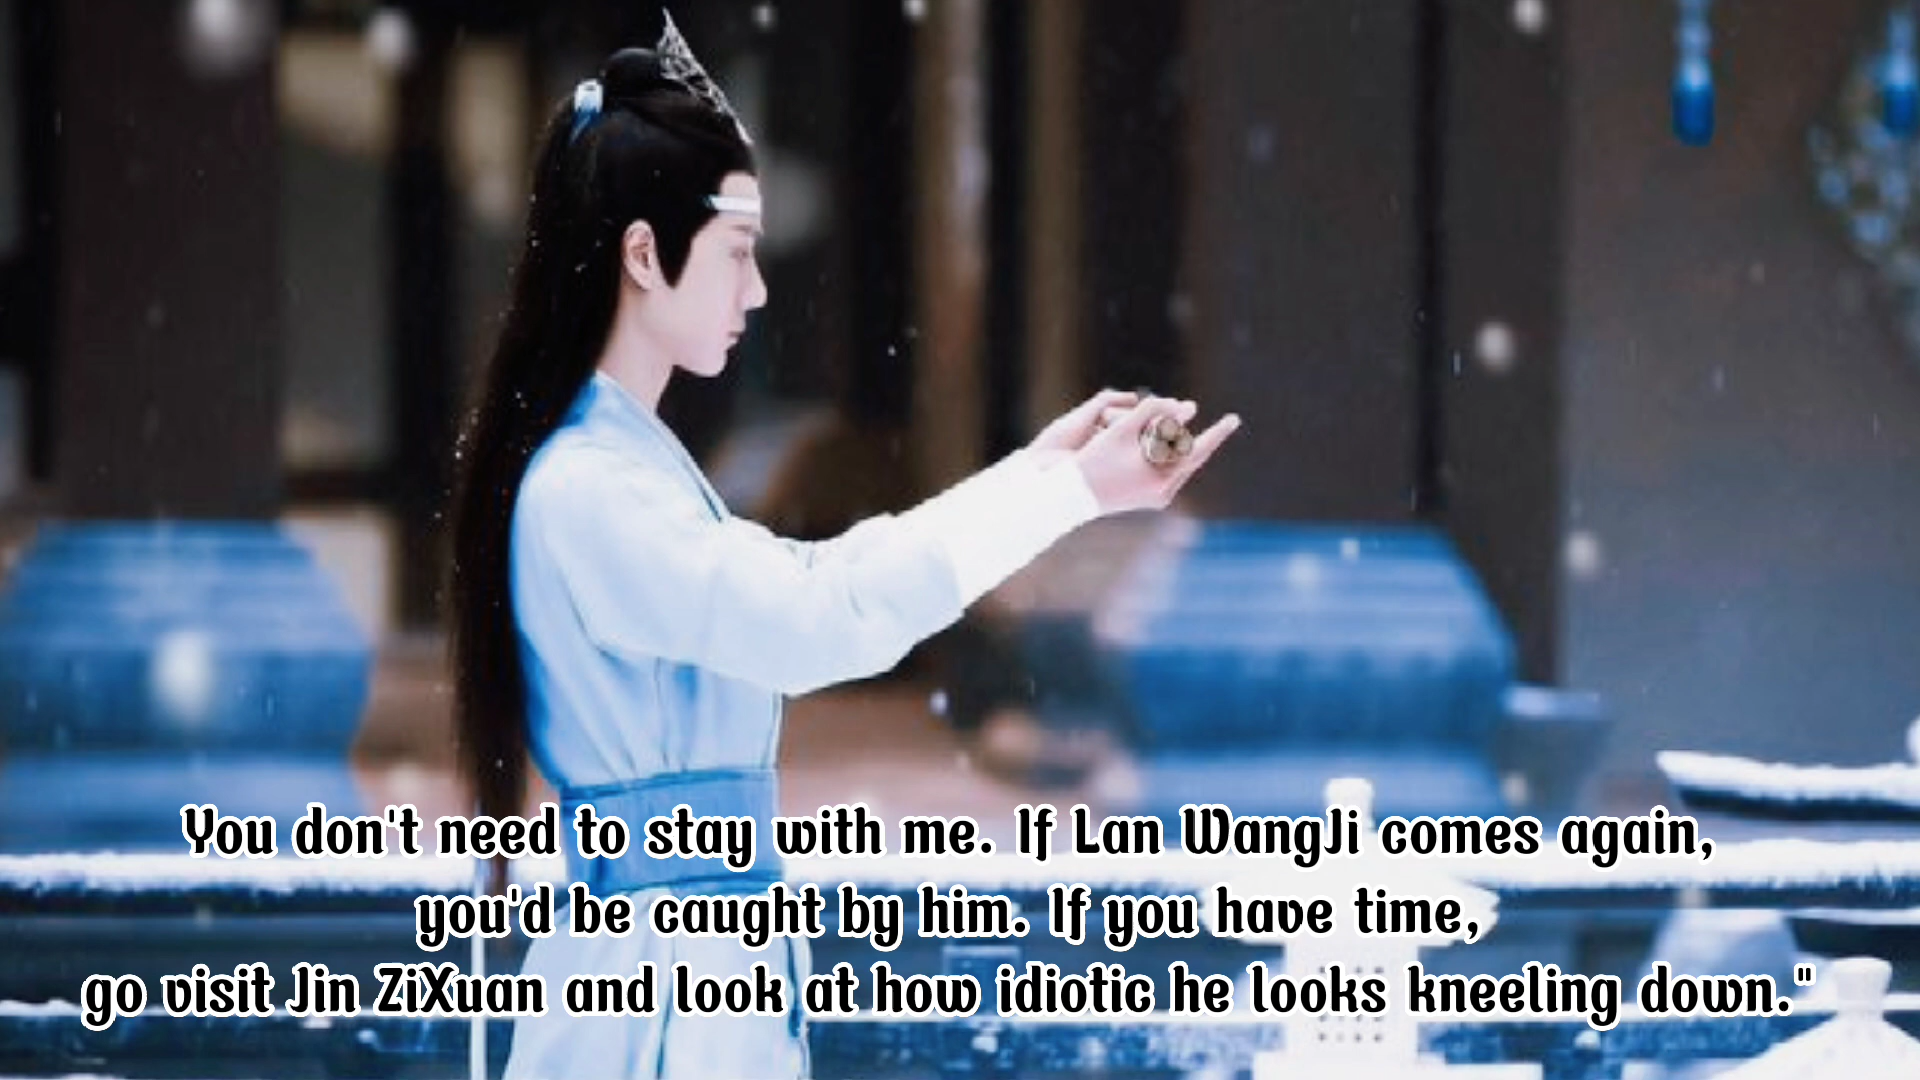 You don't need to stay with me. If Lan WangJi comes again,
you'd be caught by him. If you have time,
go visit Jin ZiXuan and look at how idiotic he looks kneeling down."